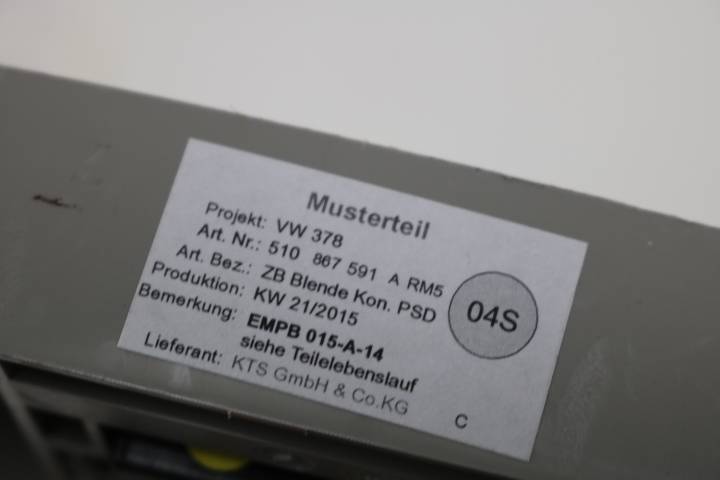 Musterteil
Projekt: VW 378
Art. Nr.: 510 867 591 A RM5
Art. Bez.: ZB Blende Kon. PSD
Produktion: KW 21/2015
Bemerkung: EMPB 015-A-14
siehe Teilelebenslauf
Lieferant: KTS GmbH & Co.KG
04S
C